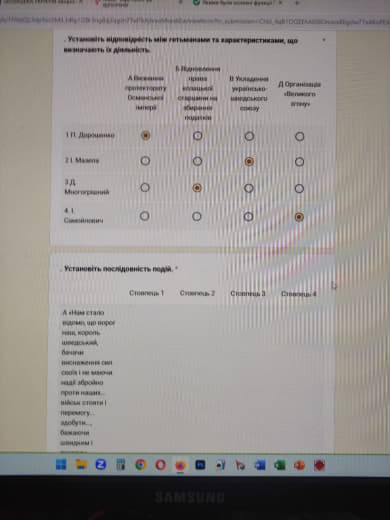 . Установіть відповідність між гетьманами та характеристиками, що
визначають їх діяльність.
*
А Визнання
протекторату
Османської
імперії
Б Відновлення
права
козацької
старшини на
збирання
податків
В Укладення
українсько-
шведського
союзу
Д Організація
«Великого
згону»
1 П. Дорошенко
2 І. Мазепа
3 Д.
Многогрішний
4. І.
Самойлович
. Установіть послідовність подій. *
Стовпець 1 Стовпець 2 Стовпець 3 Стовпець 4
А «Нам стало
відомо, що ворог
наш, король
шведський,
бачачи
виснаження сил
своїх і не маючи
надії збройно
проти наших...
військ стояти і
перемогу...
здобути...,
бажаючи
швидким і
SAMSUNG